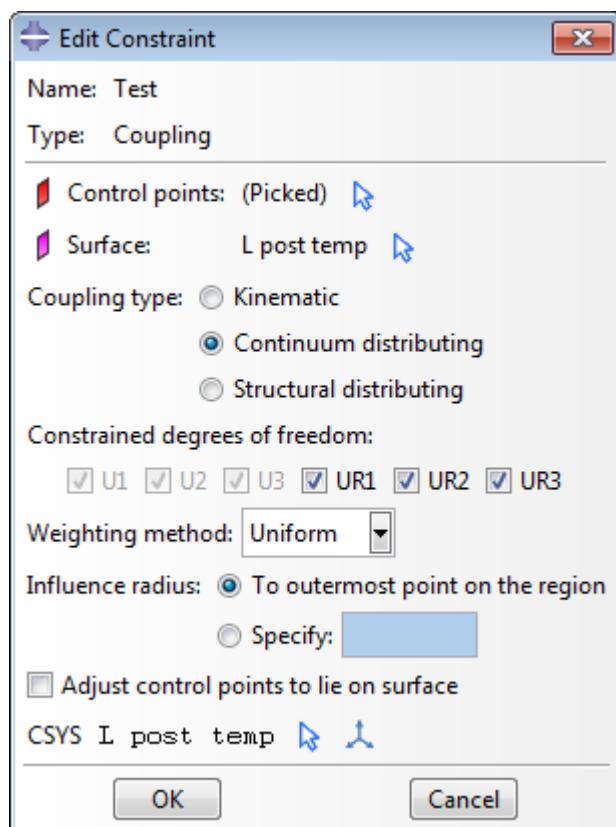 Edit Constraint
Name: Test
Type: Coupling
Control points: (Picked)
Surface: L post temp
Coupling type: Kinematic
Continuum distributing
Structural distributing
Constrained degrees of freedom:
U1 U2 U3 UR1 UR2 UR3
Weighting method: Uniform
Influence radius: To outermost point on the region
Specify:
Adjust control points to lie on surface
CSYS L post temp
OK Cancel